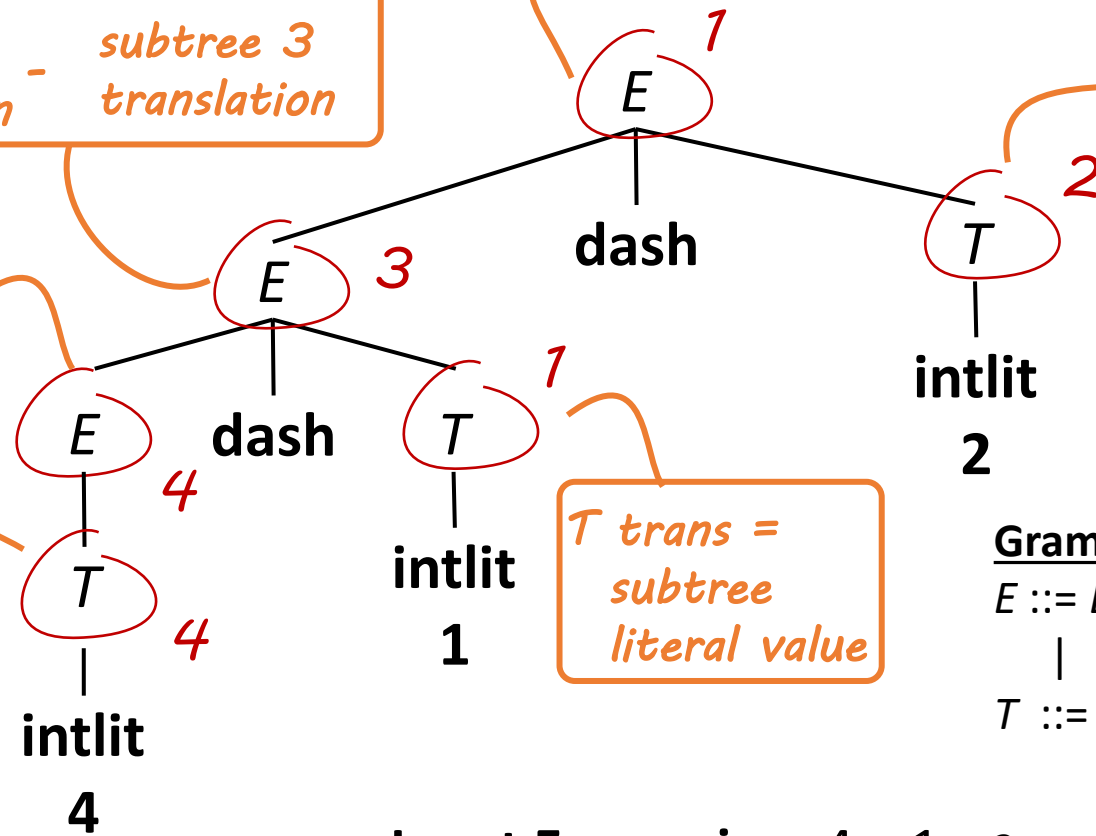 subtree 3
translation
-
1
E
2
dash
T
E
3
intlit
2
1
E
dash
T
4
T trans =
subtree
literal value
intlit
1
T
4
intlit
4
E ::=
|
T ::=